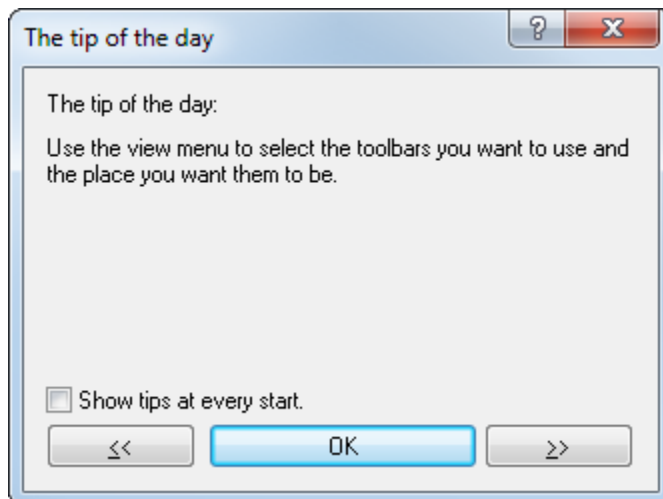 The tip of the day
The tip of the day:
Use the view menu to select the toolbars you want to use and
the place you want them to be.
Show tips at every start.
<< OK >>